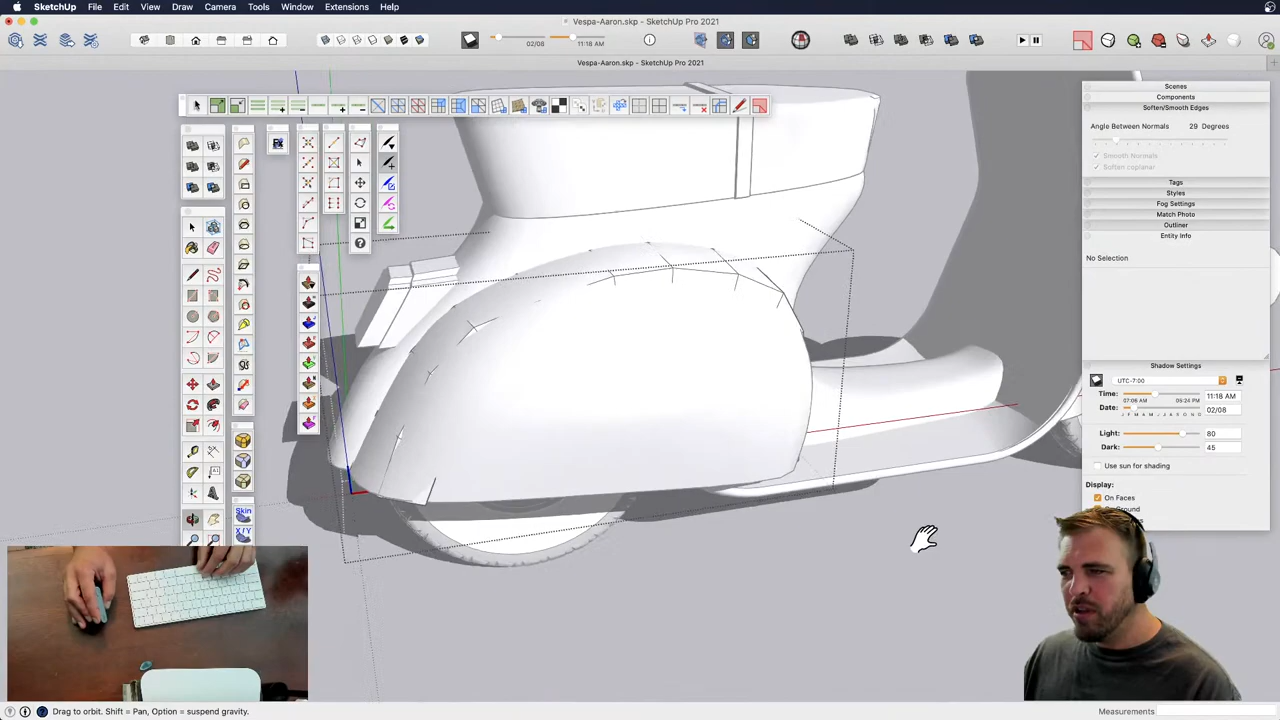 SketchUp File Edit View Draw Camera Tools Window Extensions Help
Vespa-Aaron.skp - SketchUp Pro 2021
02/08 11:18 AM
Vespa-Aaron.skp - SketchUp Pro 2021
Scenes
Components
Soften/Smooth Edges
Angle Between Normals 29 Degrees
Smooth Normals
Soften coplanar
Tags
Styles
Fog Settings
Match Photo
Outliner
Entity Info
No Selection
Shadow Settings
UTC-7:00
Time: 11:18 AM
07:06 AM 05:24 PM
Date: 02/08
J F M A M J J A S O N D
Light: 80
Dark: 45
Use sun for shading
Display:
On Faces
Skin
X/Y
Drag to orbit. Shift = Pan, Option = suspend gravity.
Measurements